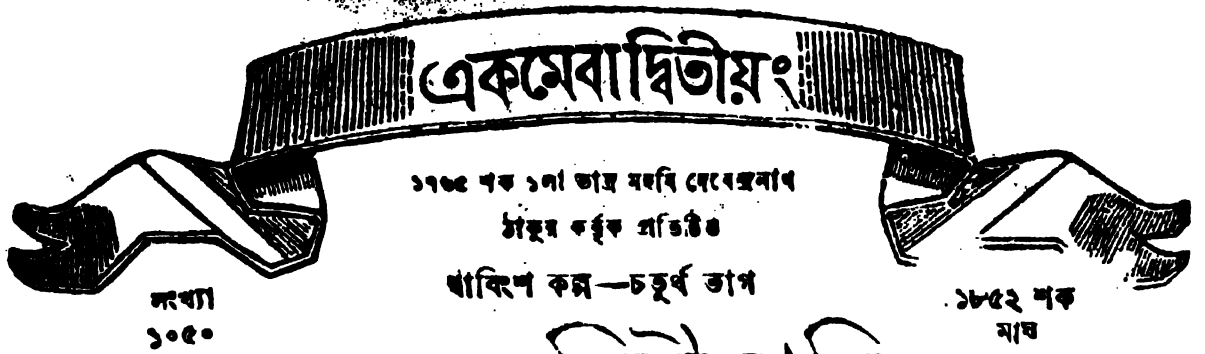 একমেবাদ্বিতীয়ং
১৭৬৫ শক ১লা ভাদ্র মহর্ষি দেবেন্দ্রনাথ
ঠাকুর কর্ত্তৃক প্রতিষ্ঠিত
দ্বাবিংশ কল্প—চতুর্থ ভাগ
সংখ্যা
১০৫০
১৮৫২ শক
মাঘ